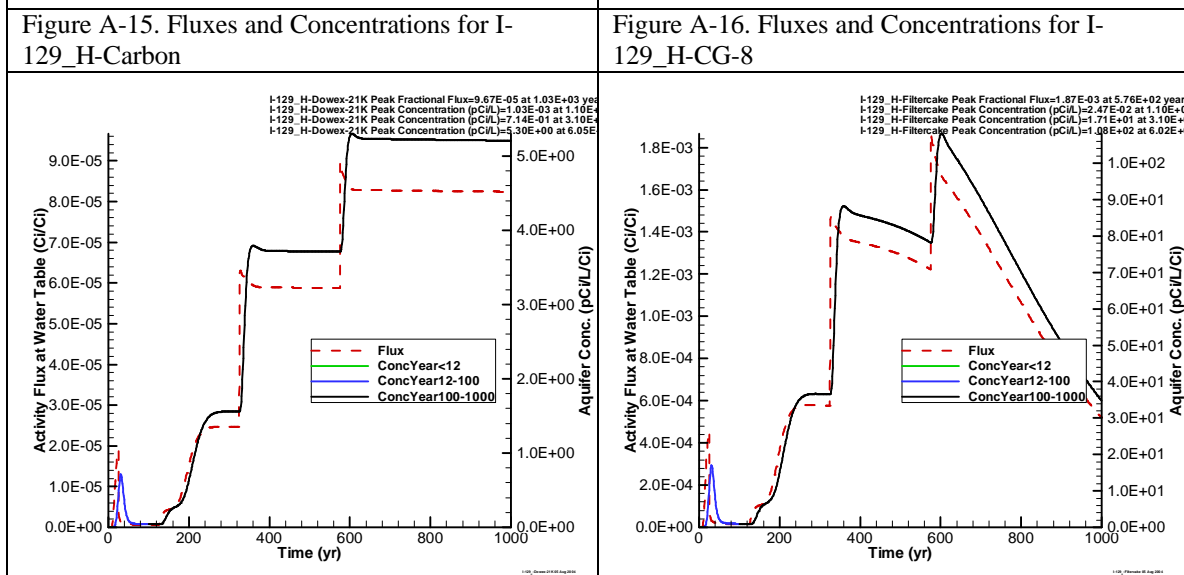 Figure A-15. Fluxes and Concentrations for I-
129_H-Carbon
Figure A-16. Fluxes and Concentrations for I-
129_H-CG-8
I-129_H-Dowex-21K Peak Fractional Flux=9.67E-05 at 1.03E+03 yea
I-129_H-Dowex-21K Peak Concentration (pCi/L)=1.03E-03 at 1.10E+
I-129_H-Dowex-21K Peak Concentration (pCi/L)=7.14E-01 at 3.10E+
I-129_H-Dowex-21K Peak Concentration (pCi/L)=5.30E+00 at 6.05E+
Activity Flux at Water Table (Ci/Ci)
9.0E-05
8.0E-05
7.0E-05
6.0E-05
5.0E-05
4.0E-05
3.0E-05
2.0E-05
1.0E-05
0.0E+00
0
200
400
600
800
1000
Time (yr)
5.0E+00
4.0E+00
3.0E+00
2.0E+00
1.0E+00
0.0E+00
Aquifer Conc. (pCi/L/Ci)
Flux
ConcYear<12
ConcYear12-100
ConcYear100-1000
I-129_H-Filtercake Peak Fractional Flux=1.87E-03 at 5.76E+02 year
I-129_H-Filtercake Peak Concentration (pCi/L)=2.47E-02 at 1.10E+0
I-129_H-Filtercake Peak Concentration (pCi/L)=1.71E+01 at 3.10E+
I-129_H-Filtercake Peak Concentration (pCi/L)=1.08E+02 at 6.02E+
Activity Flux at Water Table (Ci/Ci)
1.8E-03
1.6E-03
1.4E-03
1.2E-03
1.0E-03
8.0E-04
6.0E-04
4.0E-04
2.0E-04
0.0E+00
0
200
400
600
800
1000
Time (yr)
1.0E+02
9.0E+01
8.0E+01
7.0E+01
6.0E+01
5.0E+01
4.0E+01
3.0E+01
2.0E+01
1.0E+01
0.0E+00
Aquifer Conc. (pCi/L/Ci)
Flux
ConcYear<12
ConcYear12-100
ConcYear100-1000